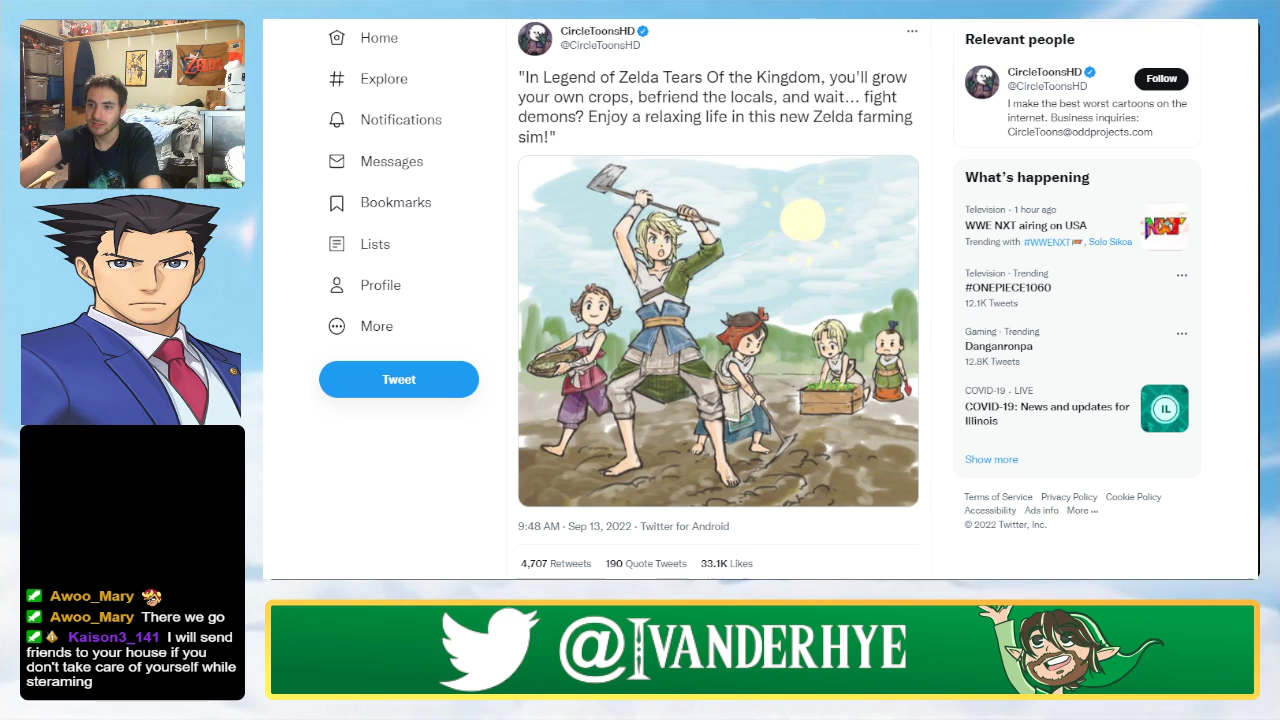 Home
Explore
Notifications
Messages
Bookmarks
Lists
Profile
More
Tweet
CircleToonsHD
@CircleToonsHD
"In Legend of Zelda Tears Of the Kingdom, you'll grow
your own crops, befriend the locals, and wait... fight
demons? Enjoy a relaxing life in this new Zelda farming
sim!"
9:48 AM · Sep 13, 2022 · Twitter for Android
4,707 Retweets 190 Quote Tweets 33.1K Likes
Relevant people
CircleToonsHD
@CircleToonsHD
Follow
I make the best worst cartoons on the
internet. Business inquiries:
CircleToons@oddprojects.com
What's happening
Television · 1 hour ago
WWE NXT airing on USA
Trending with #WWENXT, Solo Sikoa
NXT
Television · Trending
#ONEPIECE1060
12.1K Tweets
Gaming · Trending
Danganronpa
12.8K Tweets
COVID-19 · LIVE
COVID-19: News and updates for
Illinois
IL
Show more
Terms of Service Privacy Policy Cookie Policy
Accessibility Ads info More
© 2022 Twitter, Inc.
Awoo_Mary
Awoo_Mary There we go
Kaison3_141 I will send
friends to your house if you
don't take care of yourself while
steraming
@IVANDERHYE